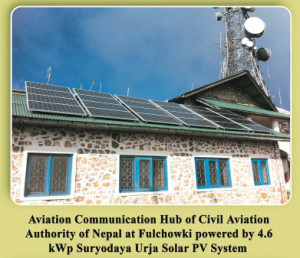 Aviation Communication Hub of Civil Aviation
Authority of Nepal at Fulchowki powered by 4.6
kWp Suryodaya Urja Solar PV System